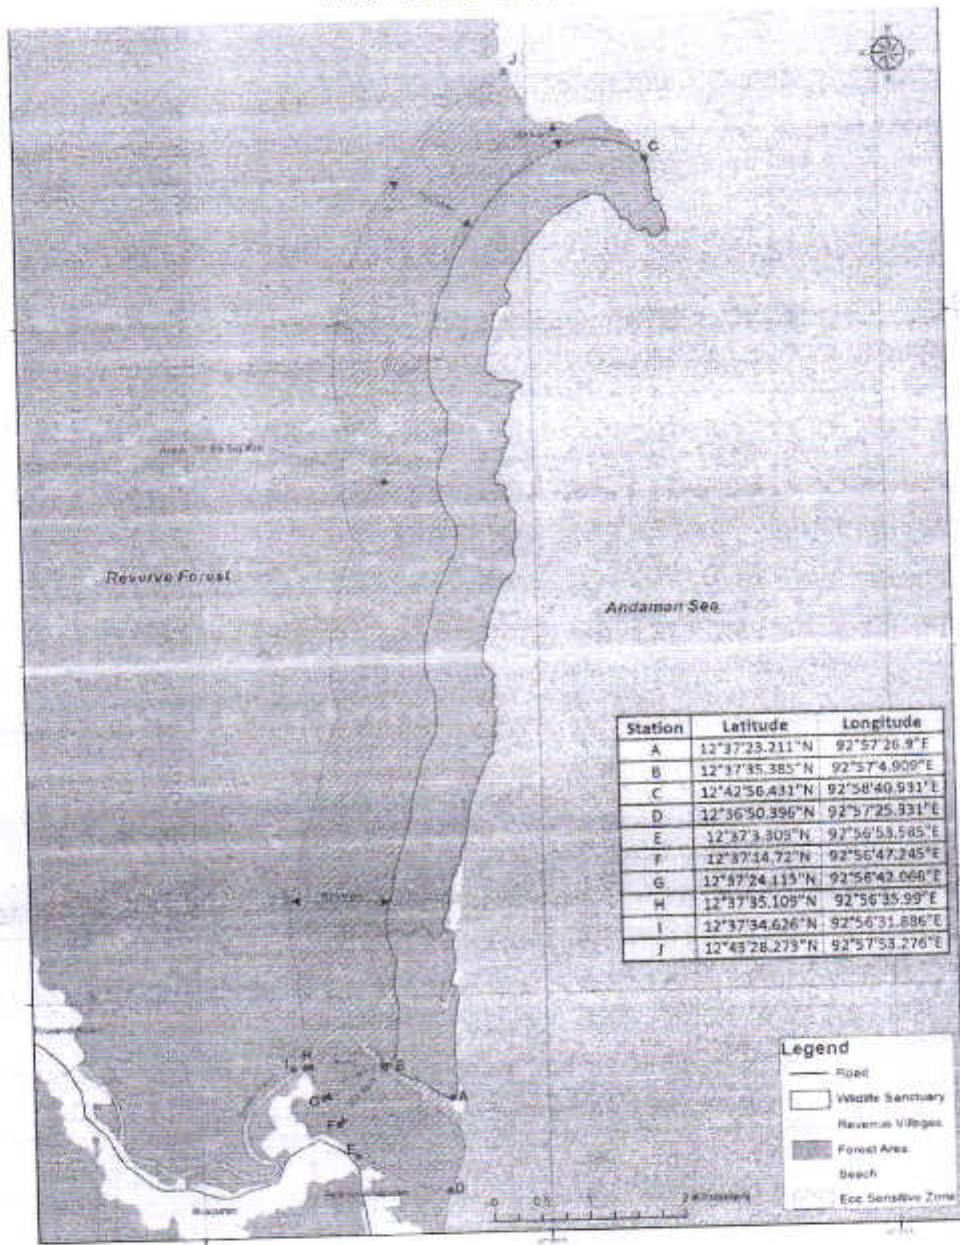 J
C
Reserve Forest
Andaman Sea
Station Latitude Longitude
A 12°37'23.211"N 92°57'26.9"E
B 12°37'35.385"N 92°57'4.909"E
C 12°42'56.431"N 92°58'40.931"E
D 12°36'50.396"N 92°57'25.331"E
E 12°37'3.309"N 92°56'53.585"E
F 12°37'14.72"N 92°56'47.245"E
G 12°37'24.115"N 92°56'42.068"E
H 12°37'35.109"N 92°56'35.99"E
I 12°37'34.626"N 92°56'31.886"E
J 12°43'28.273"N 92°57'53.276"E
H
I
B
G
A
F
E
D
Legend
Road
Wildlife Sanctuary
Revenue Villages
Forest Area
Beach
Eco Sensitive Zone
0 0.5 1 2 Kilometers